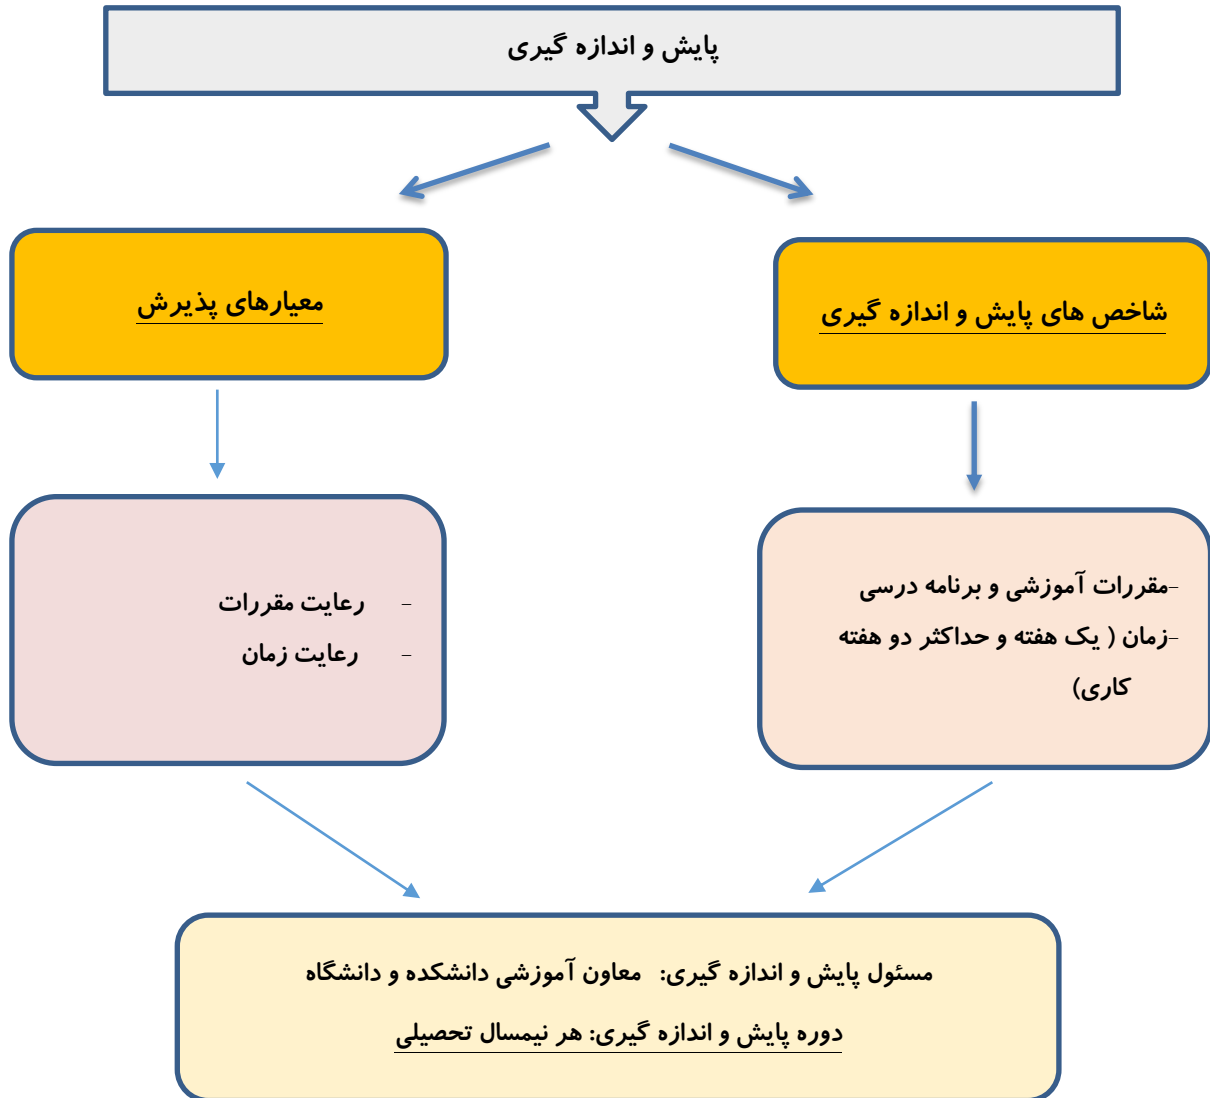 پایش و اندازه گیری
شاخص های پایش و اندازه گیری
معیارهای پذیرش
-مقررات آموزشی و برنامه درسی
-زمان ( یک هفته و حداکثر دو هفته
کاری)
- رعایت مقررات
- رعایت زمان
مسئول پایش و اندازه گیری: معاون آموزشی دانشکده و دانشگاه
دوره پایش و اندازه گیری: هر نیمسال تحصیلی